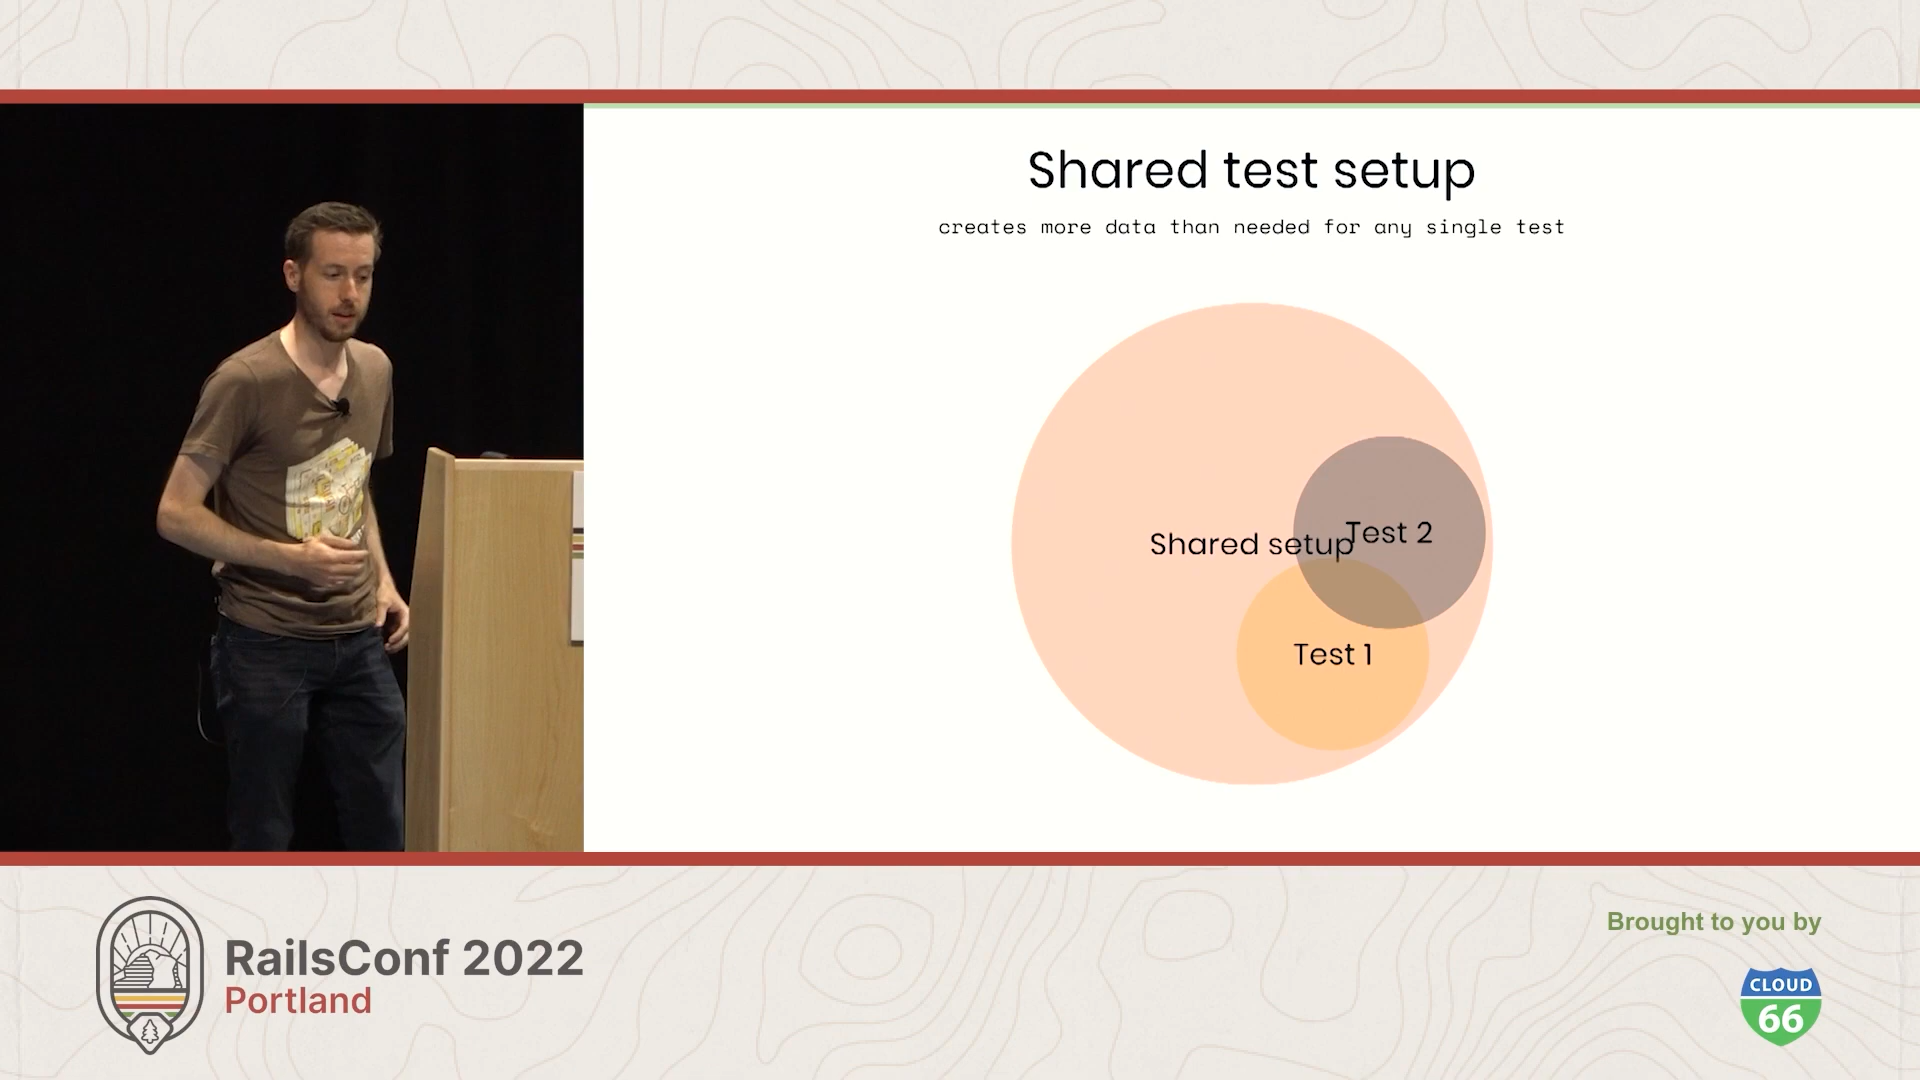 Shared test setup
creates more data than needed for any single test
Shared setup
Test 2
Test 1
RailsConf 2022
Portland
Brought to you by
CLOUD
66